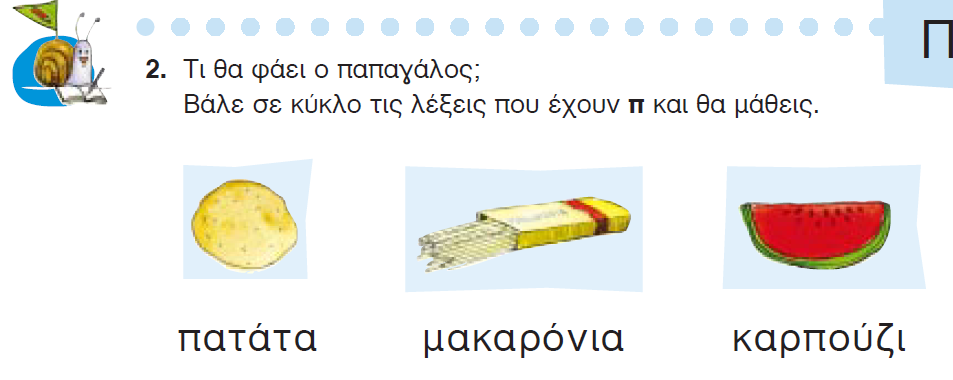 Π
2. Τι θα φάει ο παπαγάλος;
Βάλε σε κύκλο τις λέξεις που έχουν π και θα μάθεις.
πατάτα μακαρόνια καρπούζι